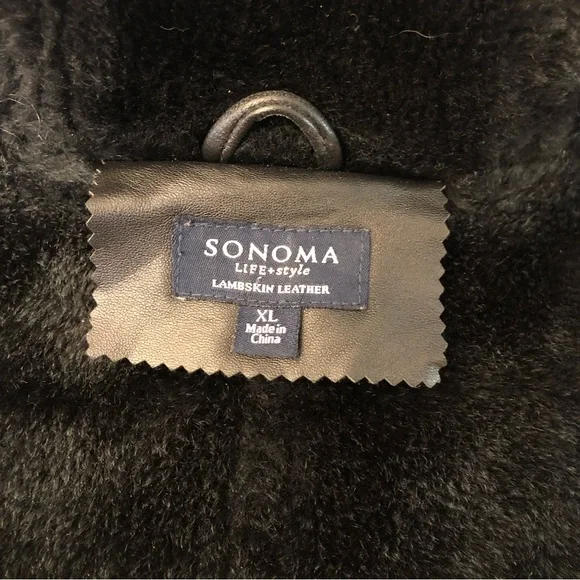 SONOMA
LIFE+style
LAMBSKIN LEATHER
XL
Made in
China